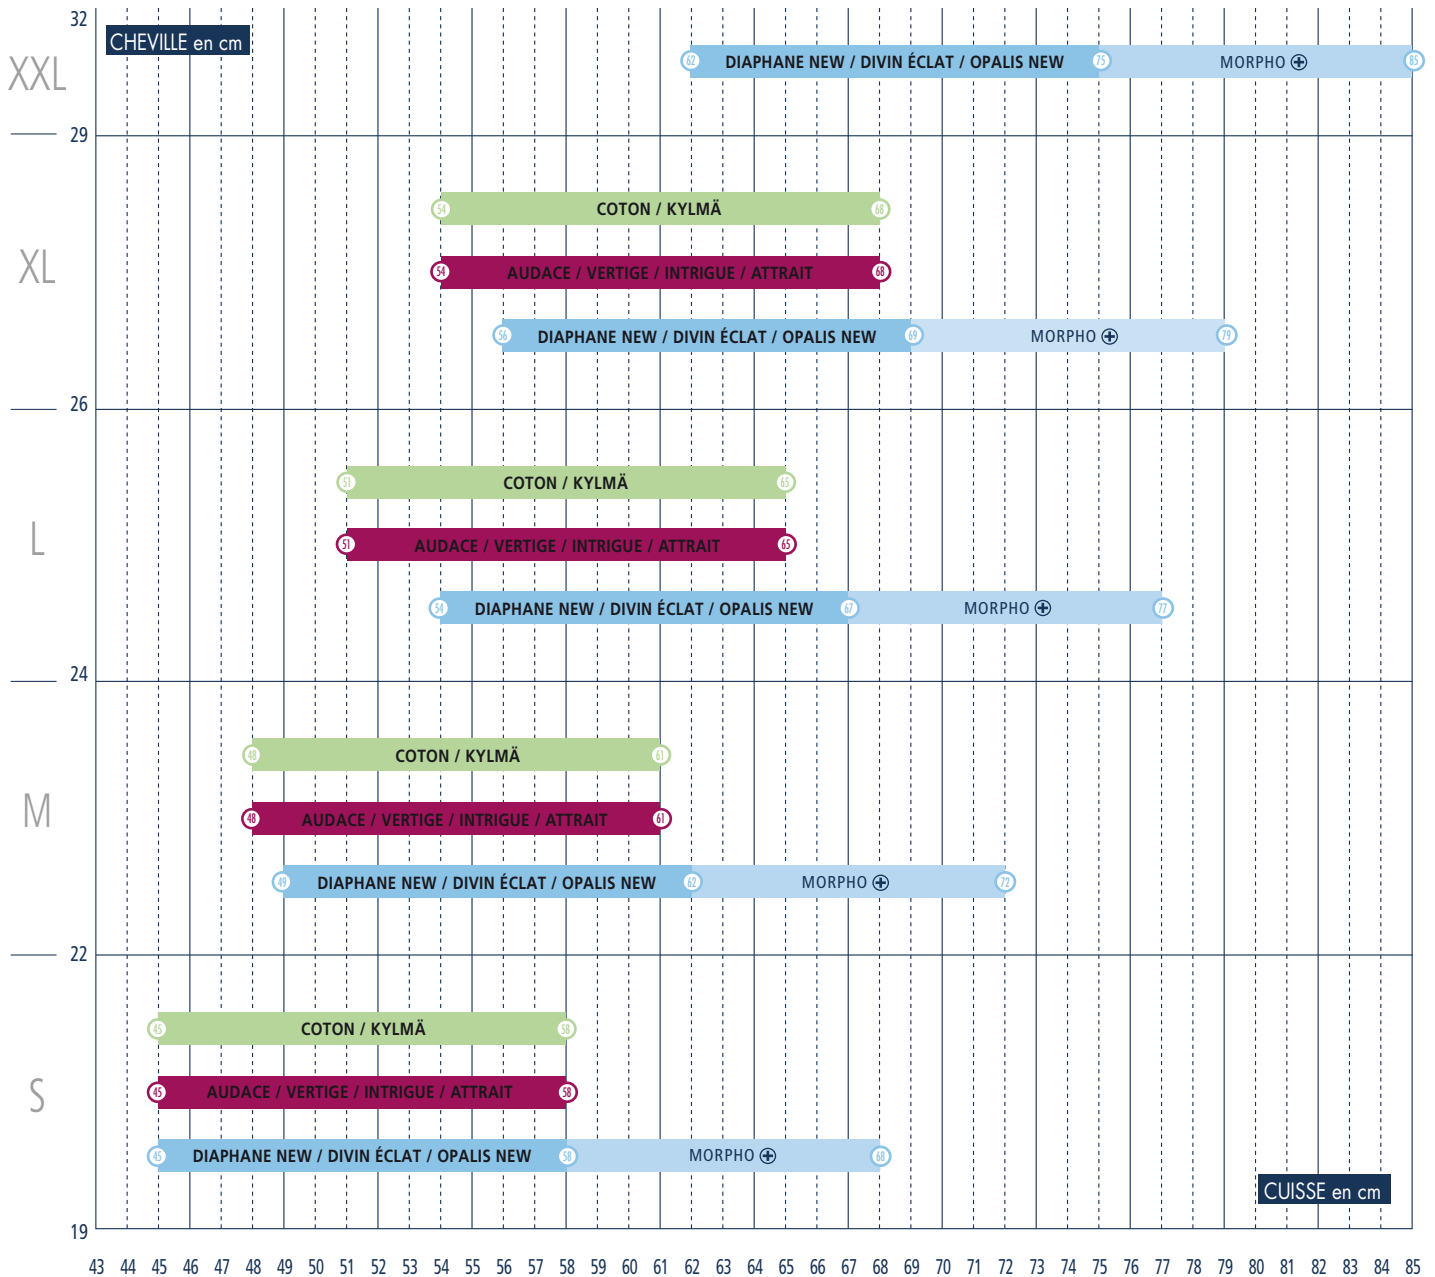 32
CHEVILLE en cm
XXL
62 DIAPHANE NEW / DIVIN ÉCLAT / OPALIS NEW 75 MORPHO 85
29
54 COTON / KYLMÄ 68
XL
54 AUDACE / VERTIGE / INTRIGUE / ATTRAIT 68
56 DIAPHANE NEW / DIVIN ÉCLAT / OPALIS NEW 69 MORPHO 79
26
51 COTON / KYLMÄ 65
L
51 AUDACE / VERTIGE / INTRIGUE / ATTRAIT 65
54 DIAPHANE NEW / DIVIN ÉCLAT / OPALIS NEW 67 MORPHO 77
24
48 COTON / KYLMÄ 61
M
48 AUDACE / VERTIGE / INTRIGUE / ATTRAIT 61
49 DIAPHANE NEW / DIVIN ÉCLAT / OPALIS NEW 62 MORPHO 72
22
45 COTON / KYLMÄ 58
S
45 AUDACE / VERTIGE / INTRIGUE / ATTRAIT 58
45 DIAPHANE NEW / DIVIN ÉCLAT / OPALIS NEW 58 MORPHO 68
CUISSE en cm
19
43 44 45 46 47 48 49 50 51 52 53 54 55 56 57 58 59 60 61 62 63 64 65 66 67 68 69 70 71 72 73 74 75 76 77 78 79 80 81 82 83 84 85